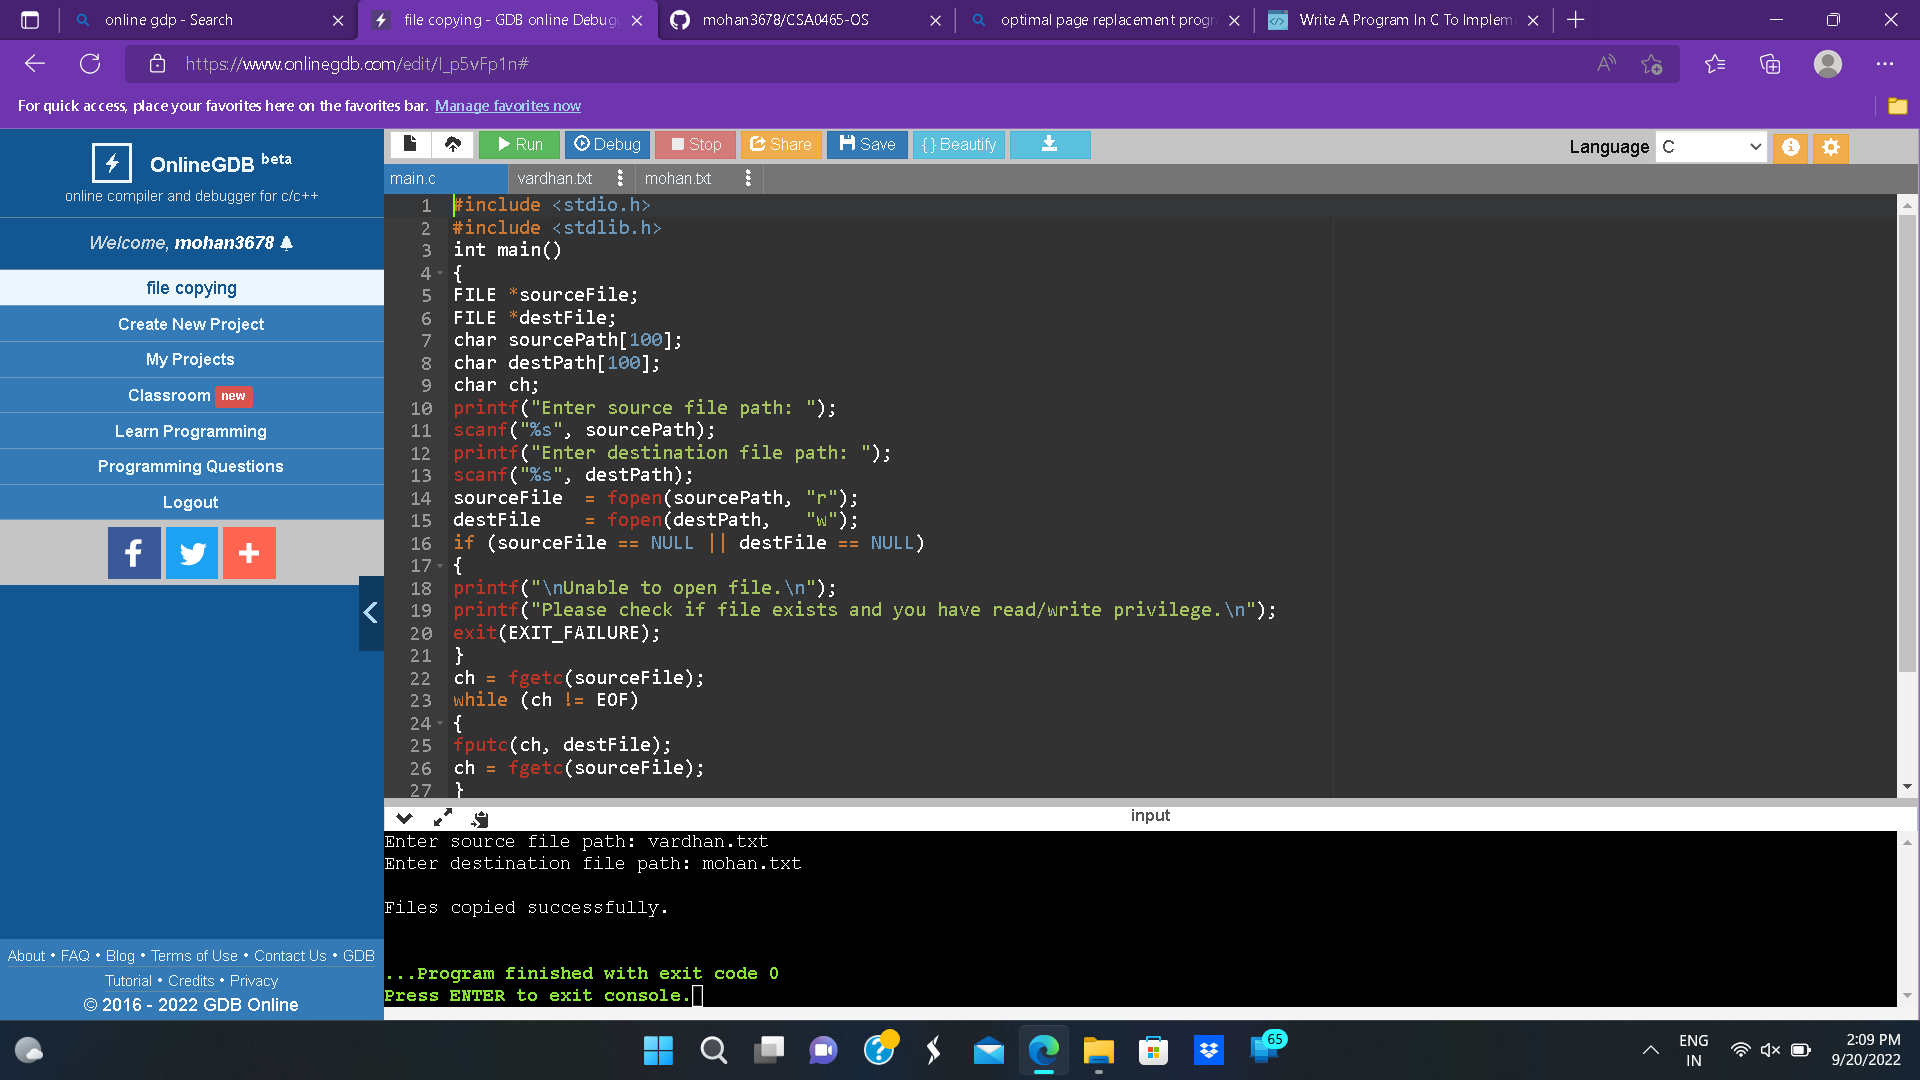 online gdp - Search
file copying - GDB online Debug
mohan3678/CSA0465-OS
optimal page replacement progr
Write A Program In C To Implem
https://www.onlinegdb.com/edit/l_p5vFp1n#
For quick access, place your favorites here on the favorites bar. Manage favorites now
OnlineGDB beta
online compiler and debugger for c/c++
Welcome, mohan3678
file copying
Create New Project
My Projects
Classroom new
Learn Programming
Programming Questions
Logout
About • FAQ • Blog • Terms of Use • Contact Us • GDB
Tutorial • Credits • Privacy
© 2016 - 2022 GDB Online
Run Debug Stop Share Save {} Beautify
Language C
main.c vardhan.txt mohan.txt
1 #include <stdio.h>
2 #include <stdlib.h>
3 int main()
4 {
5 FILE *sourceFile;
6 FILE *destFile;
7 char sourcePath[100];
8 char destPath[100];
9 char ch;
10 printf("Enter source file path: ");
11 scanf("%s", sourcePath);
12 printf("Enter destination file path: ");
13 scanf("%s", destPath);
14 sourceFile  = fopen(sourcePath, "r");
15 destFile    = fopen(destPath,   "w");
16 if (sourceFile == NULL || destFile == NULL)
17 {
18 printf("\nUnable to open file.\n");
19 printf("Please check if file exists and you have read/write privilege.\n");
20 exit(EXIT_FAILURE);
21 }
22 ch = fgetc(sourceFile);
23 while (ch != EOF)
24 {
25 fputc(ch, destFile);
26 ch = fgetc(sourceFile);
27 }
input
Enter source file path: vardhan.txt
Enter destination file path: mohan.txt
Files copied successfully.
...Program finished with exit code 0
Press ENTER to exit console.
65
ENG
IN
2:09 PM
9/20/2022